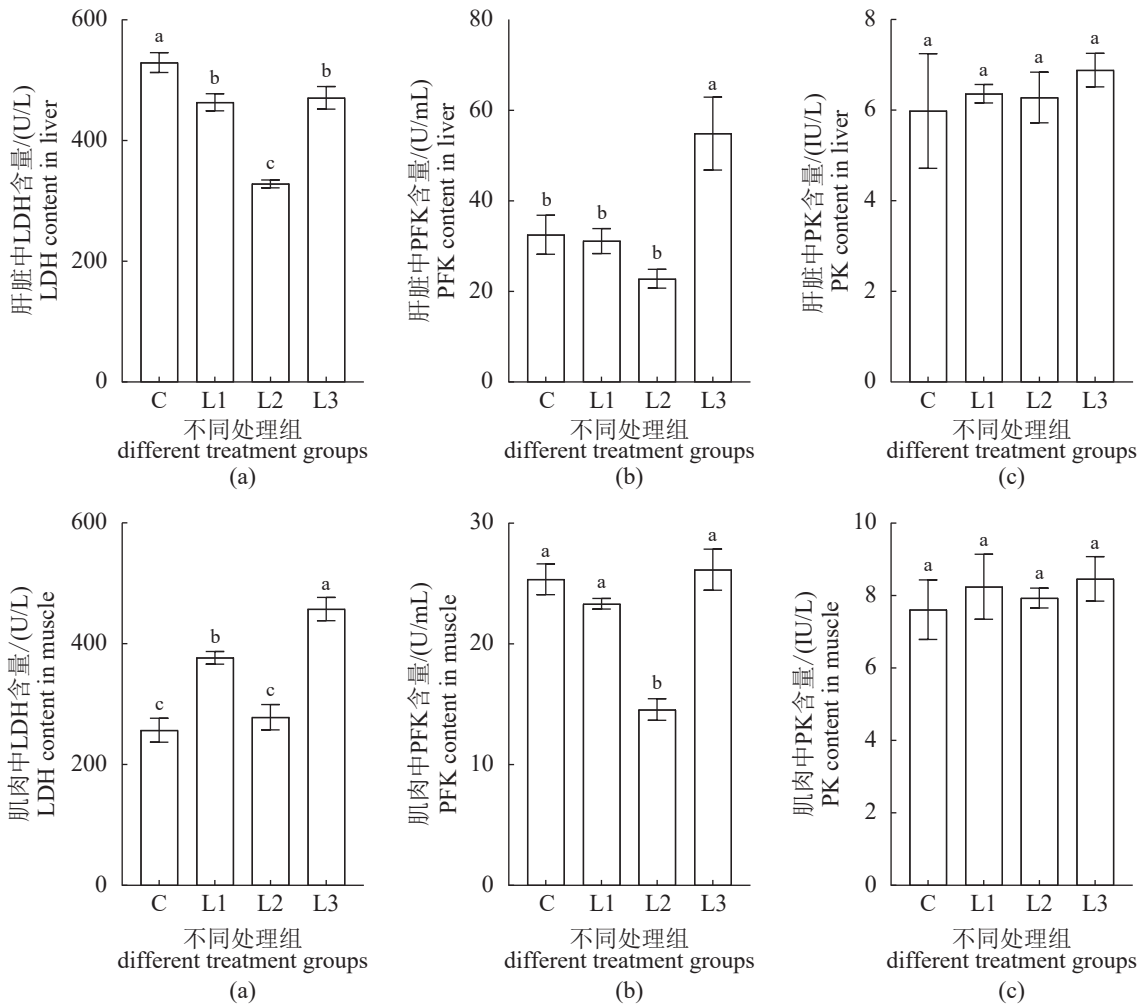 肝脏中LDH含量/(U/L)
LDH content in liver
600
400
200
0
a
b
c
b
C L1 L2 L3
不同处理组
different treatment groups
(a)
肝脏中PFK含量/(U/mL)
PFK content in liver
80
60
40
20
0
b
b
b
a
C L1 L2 L3
不同处理组
different treatment groups
(b)
肝脏中PK含量/(IU/L)
PK content in liver
8
6
4
2
0
a
a
a
a
C L1 L2 L3
不同处理组
different treatment groups
(c)
肌肉中LDH含量/(U/L)
LDH content in muscle
600
400
200
0
c
b
c
a
C L1 L2 L3
不同处理组
different treatment groups
(a)
肌肉中PFK含量/(U/mL)
PFK content in muscle
30
20
10
0
a
a
b
a
C L1 L2 L3
不同处理组
different treatment groups
(b)
肌肉中PK含量/(IU/L)
PK content in muscle
10
8
6
4
2
0
a
a
a
a
C L1 L2 L3
不同处理组
different treatment groups
(c)